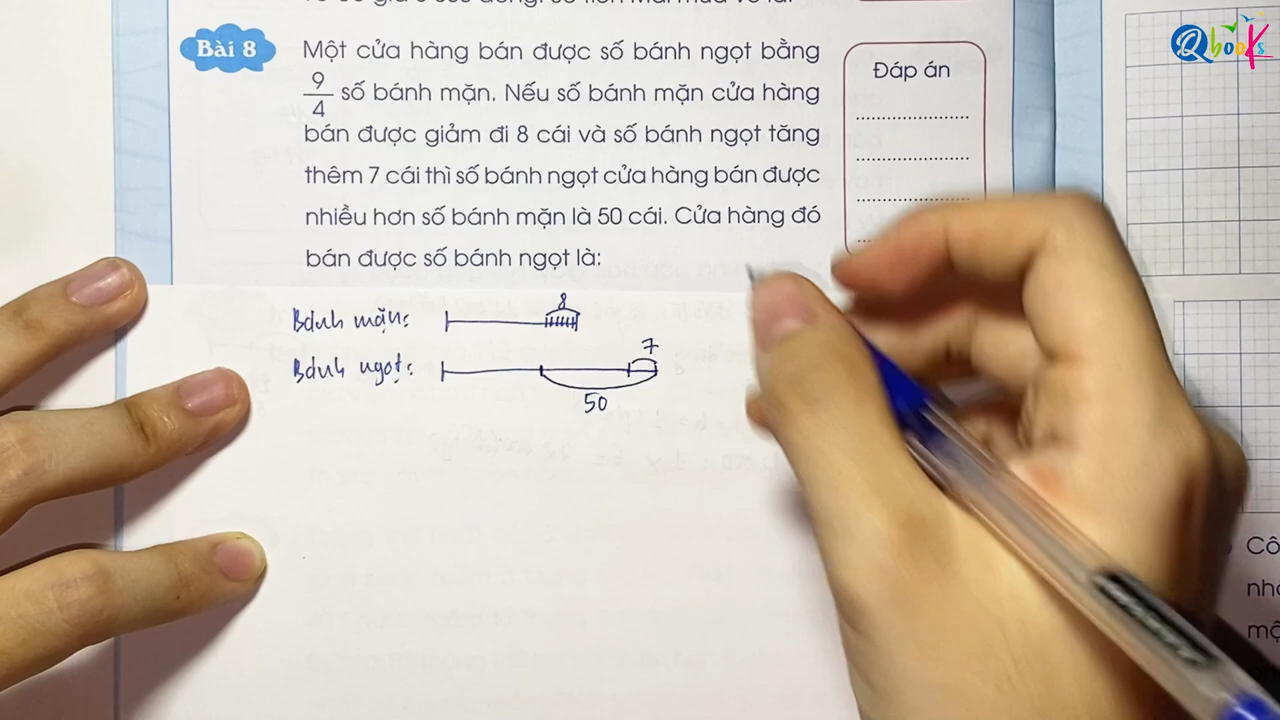 Qbooks
Bài 8
Một cửa hàng bán được số bánh ngọt bằng
9/4 số bánh mặn. Nếu số bánh mặn cửa hàng
bán được giảm đi 8 cái và số bánh ngọt tăng
thêm 7 cái thì số bánh ngọt cửa hàng bán được
nhiều hơn số bánh mặn là 50 cái. Cửa hàng đó
bán được số bánh ngọt là:
Đáp án
Bánh mặn:
8
Bánh ngọt:
7
50
Cô